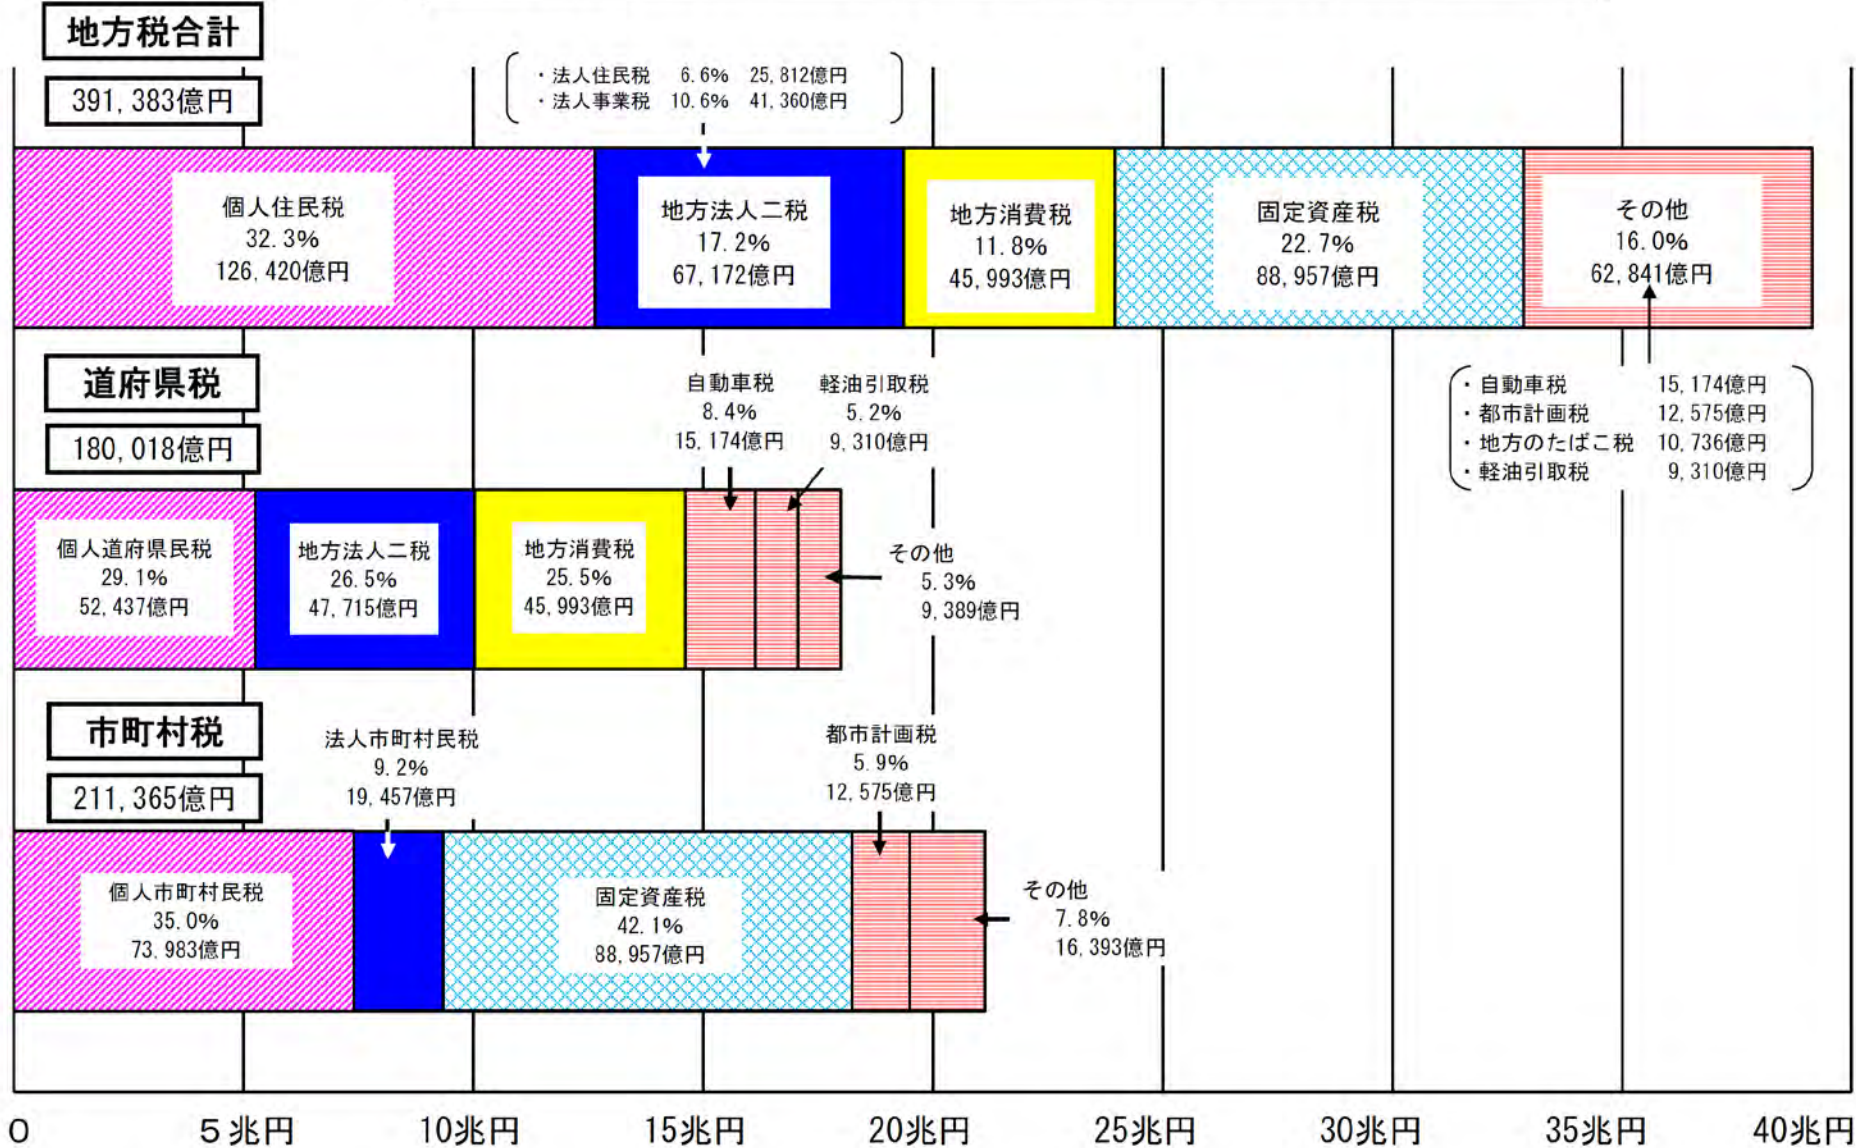 地方税合計
391,383億円
・法人住民税 6.6% 25,812億円
・法人事業税 10.6% 41,360億円
個人住民税
32.3%
126,420億円
地方法人二税
17.2%
67,172億円
地方消費税
11.8%
45,993億円
固定資産税
22.7%
88,957億円
その他
16.0%
62,841億円
・自動車税 15,174億円
・都市計画税 12,575億円
・地方のたばこ税 10,736億円
・軽油引取税 9,310億円
道府県税
180,018億円
自動車税
8.4%
15,174億円
軽油引取税
5.2%
9,310億円
個人道府県民税
29.1%
52,437億円
地方法人二税
26.5%
47,715億円
地方消費税
25.5%
45,993億円
その他
5.3%
9,389億円
市町村税
211,365億円
法人市町村民税
9.2%
19,457億円
都市計画税
5.9%
12,575億円
個人市町村民税
35.0%
73,983億円
固定資産税
42.1%
88,957億円
その他
7.8%
16,393億円
0 5兆円 10兆円 15兆円 20兆円 25兆円 30兆円 35兆円 40兆円